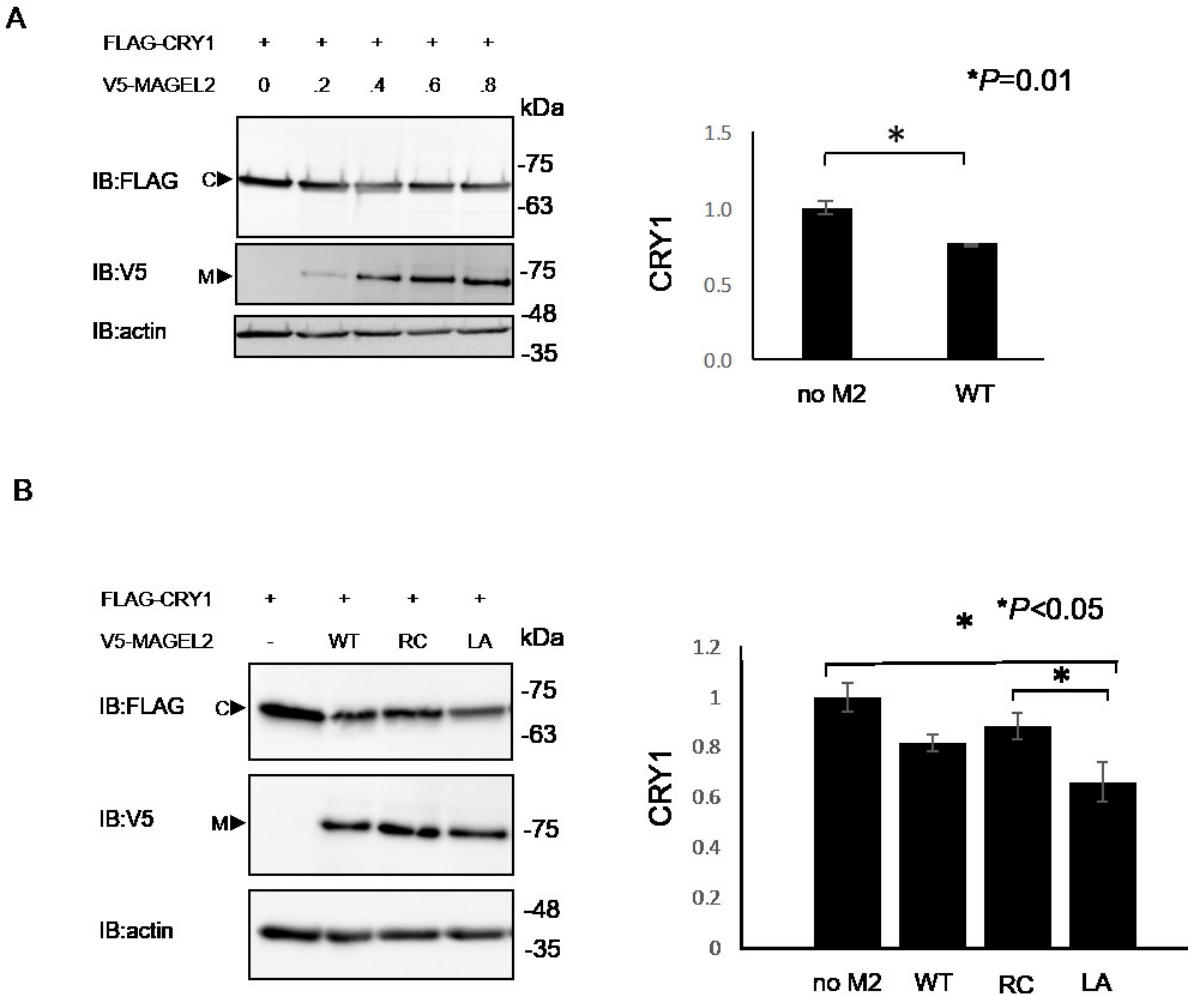 A
FLAG-CRY1 + + + + +
V5-MAGEL2 0 .2 .4 .6 .8
kDa
IB:FLAG C -75
-63
IB:V5 M -75
-48
IB:actin
-35
*P=0.01
*
1.5
1.0
0.5
0.0
CRY1
no M2 WT
B
FLAG-CRY1 + + + +
V5-MAGEL2 - WT RC LA
kDa
IB:FLAG C -75
-63
IB:V5 M -75
-48
IB:actin
-35
* *P<0.05
*
1.2
1
0.8
0.6
0.4
0.2
0
CRY1
no M2 WT RC LA